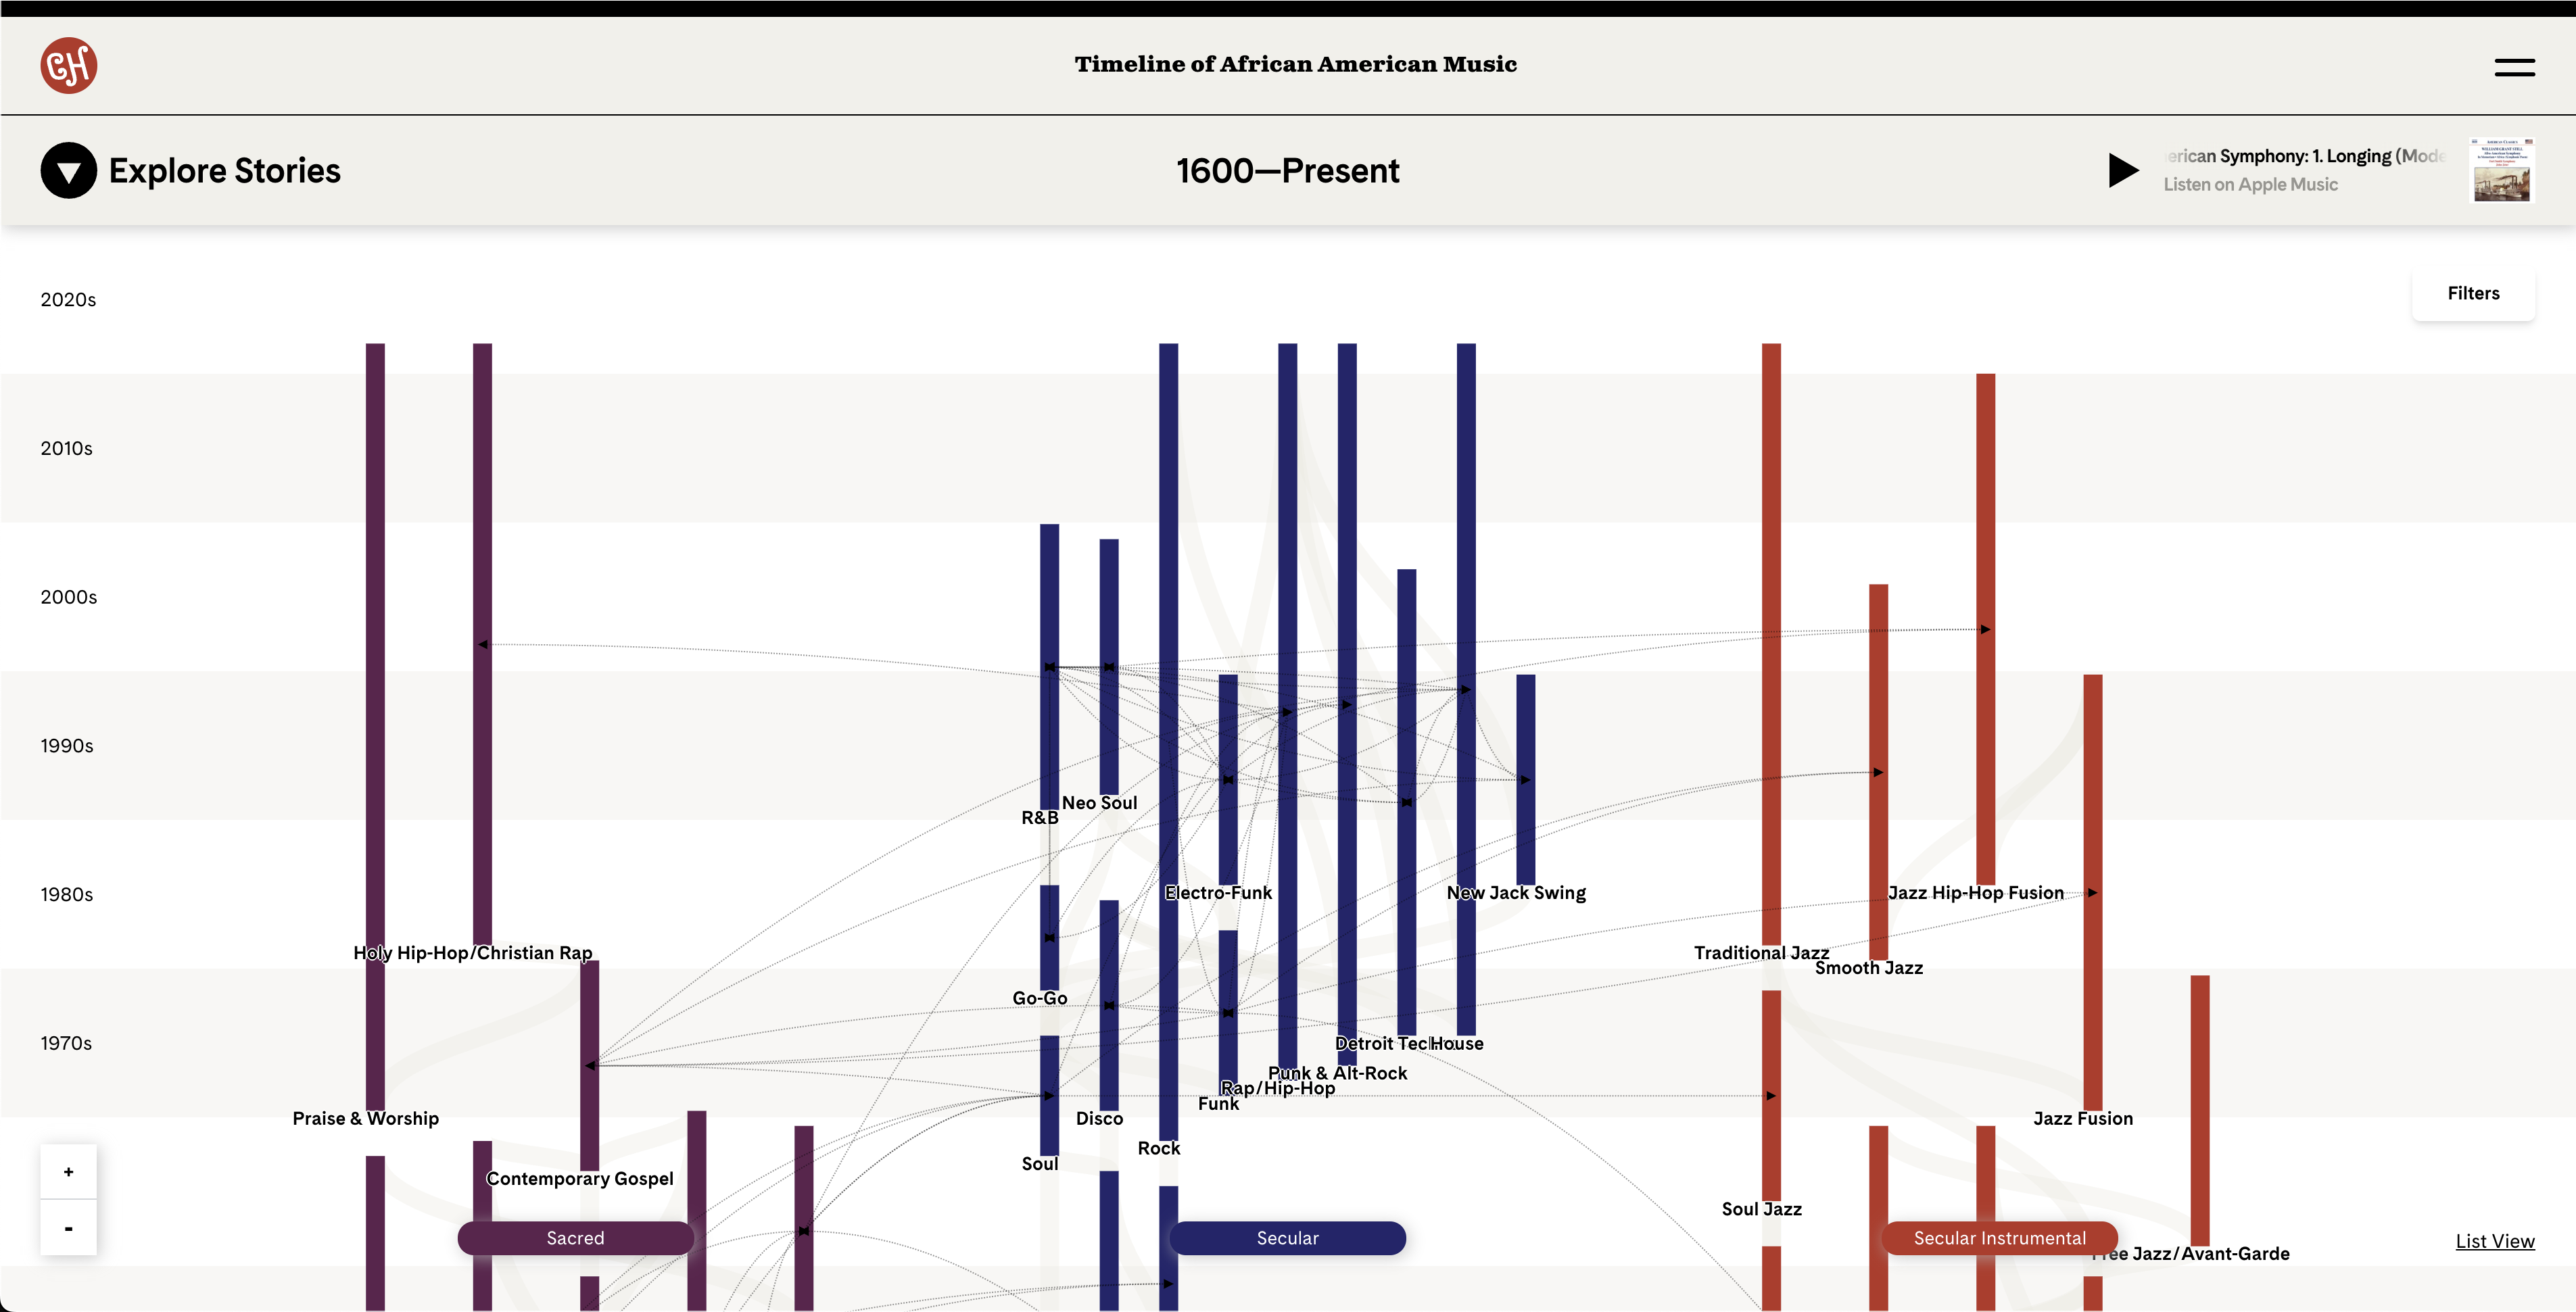 GH
Timeline of African American Music
Explore Stories
1600—Present
erican Symphony: 1. Longing (Mode
Listen on Apple Music
2020s
Filters
2010s
2000s
1990s
Neo Soul
R&B
1980s
Electro-Funk
New Jack Swing
Jazz Hip-Hop Fusion
Holy Hip-Hop/Christian Rap
Traditional Jazz
Smooth Jazz
Go-Go
1970s
Detroit Tec
House
Punk & Alt-Rock
Rap/Hip-Hop
Funk
Praise & Worship
Disco
Jazz Fusion
Rock
Soul
+
Contemporary Gospel
Soul Jazz
-
Sacred
Secular
Secular Instrumental
List View
Free Jazz/Avant-Garde